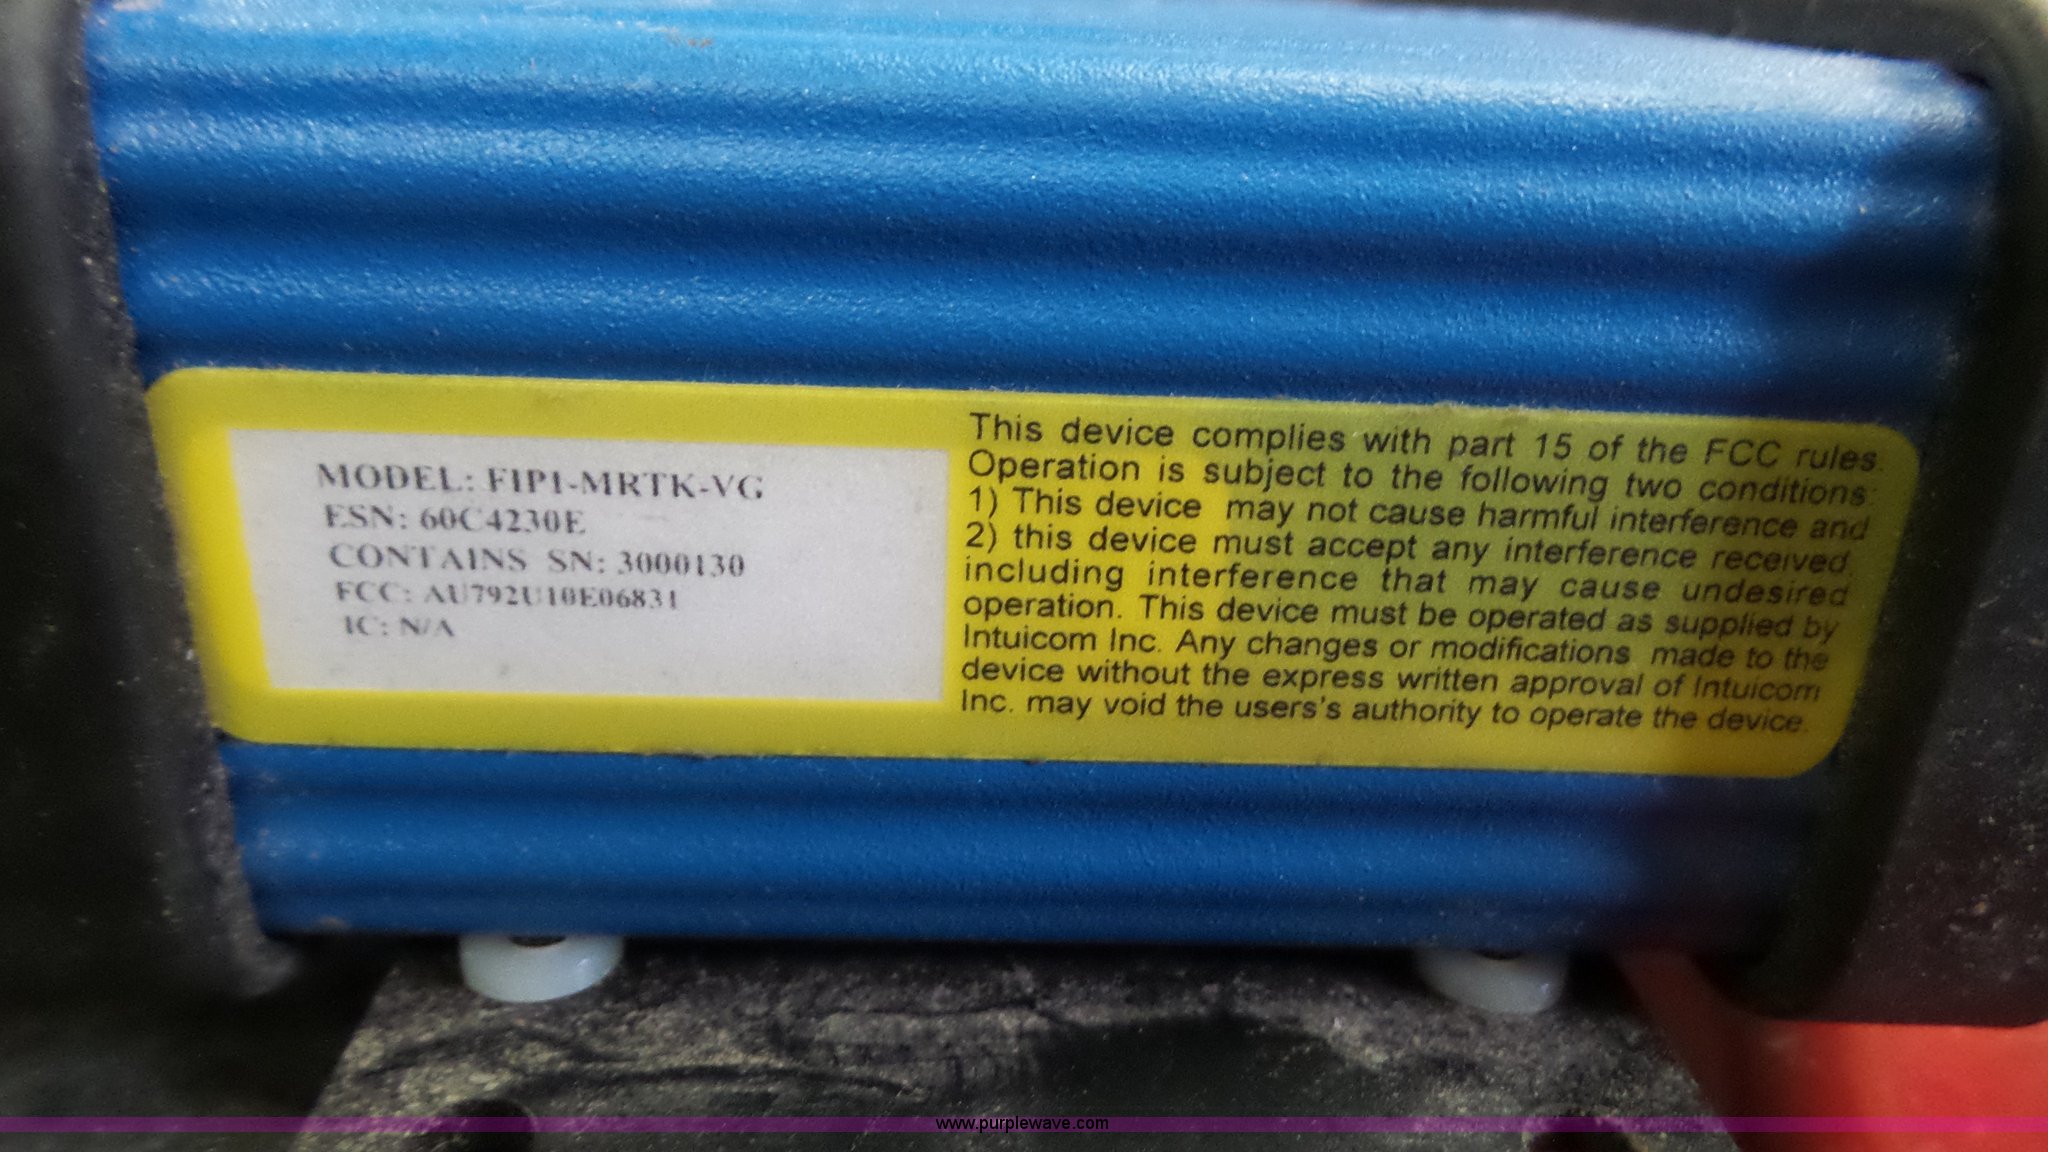 MODEL: FIP1-MRTK-VG
ESN: 60C4230E
CONTAINS SN: 3000130
FCC: AU792U10E06831
IC: N/A
This device complies with part 15 of the FCC rules.
Operation is subject to the following two conditions:
1) This device may not cause harmful interference and
2) this device must accept any interference received,
including interference that may cause undesired
operation. This device must be operated as supplied by
Intuicom Inc. Any changes or modifications made to the
device without the express written approval of Intuicom
Inc. may void the users's authority to operate the device.
www.purplewave.com